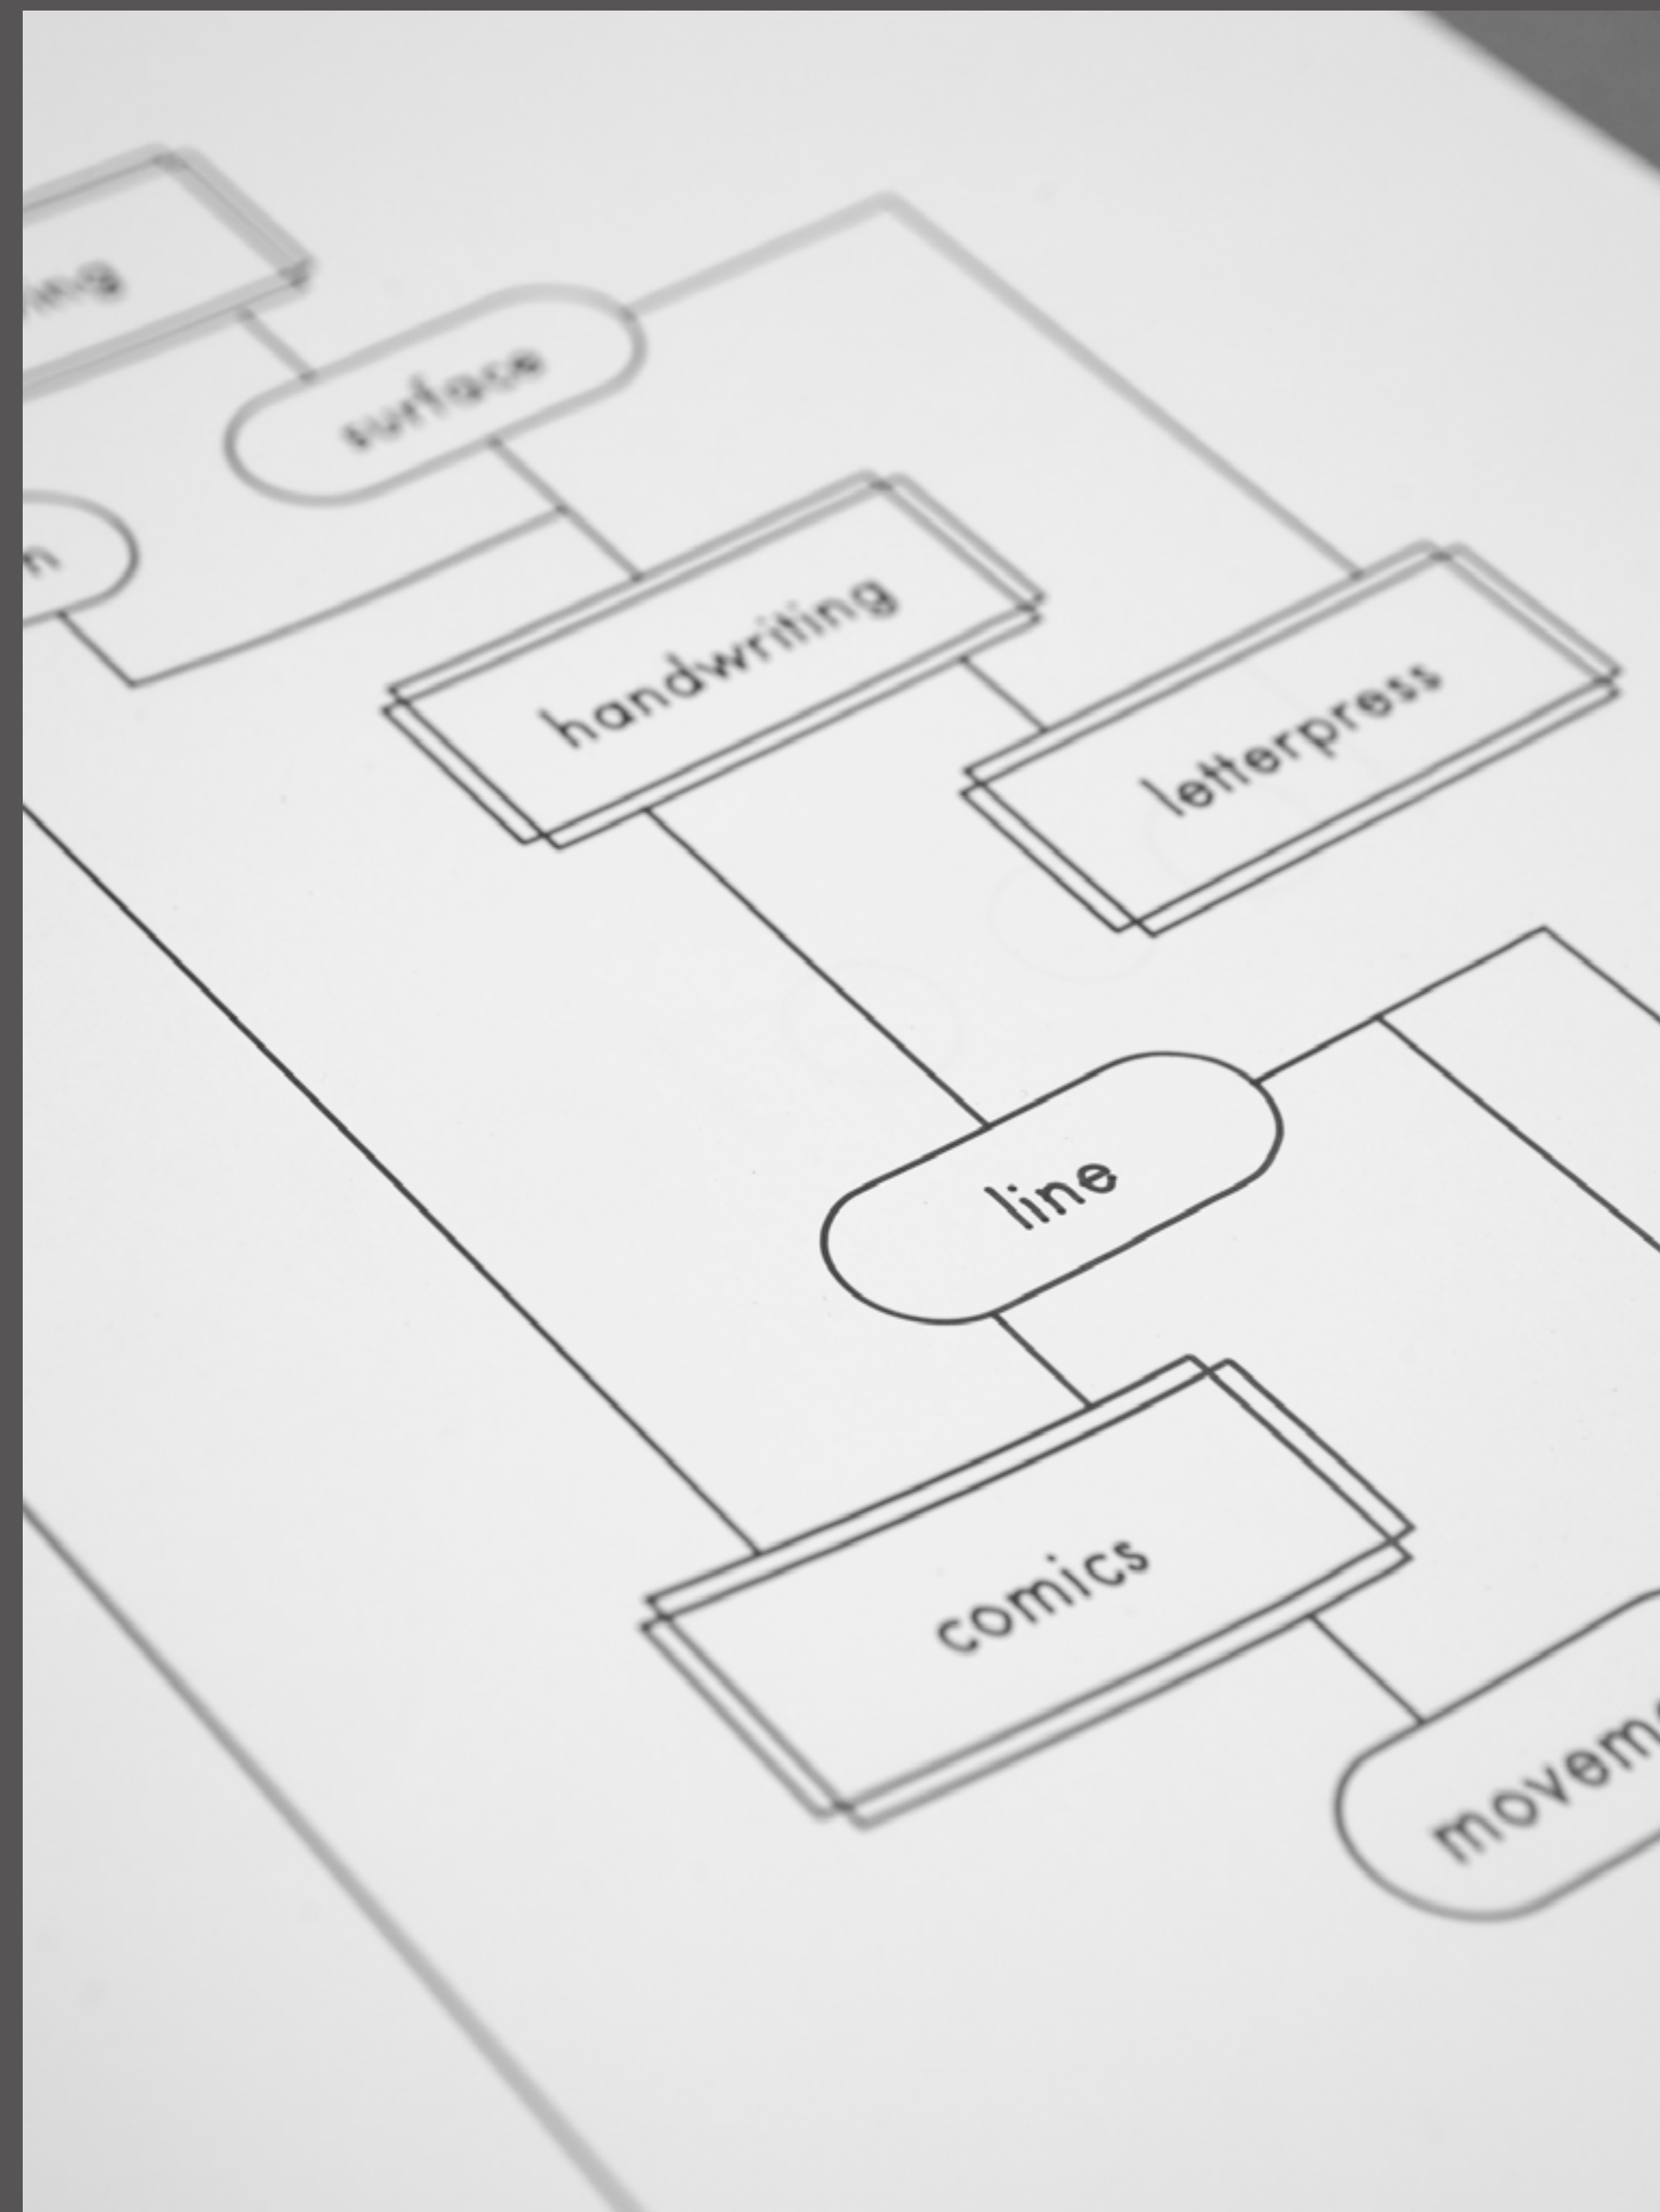 surface
handwriting
letterpress
line
comics